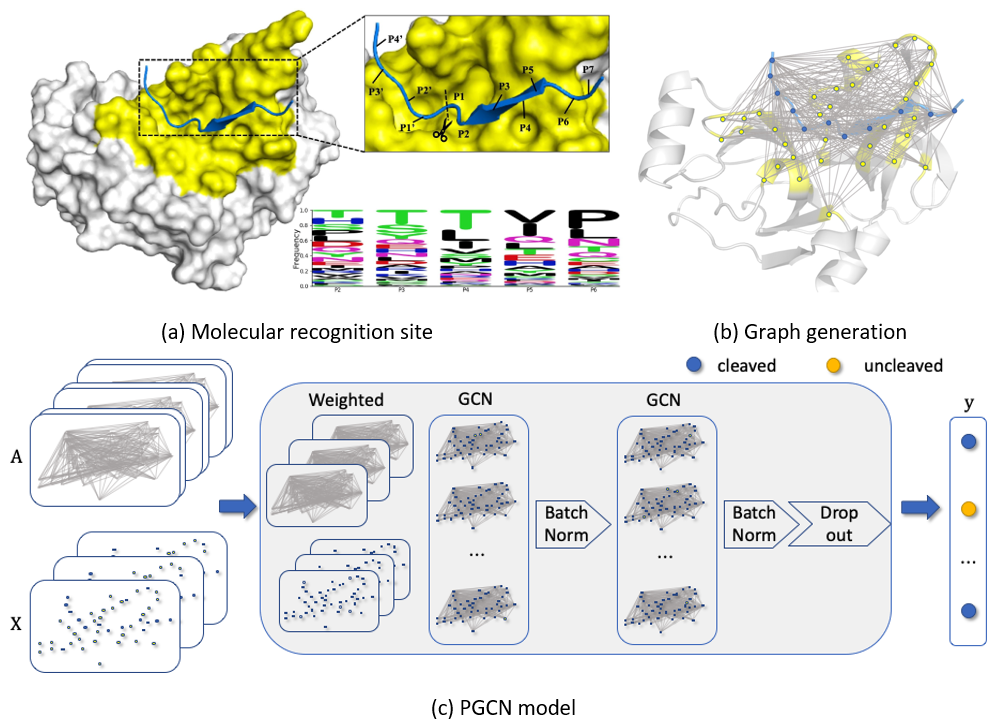 P4'
P3'
P2'
P1'
P1
P2
P3
P4
P5
P6
P7
Frequency
1.0
0.8
0.6
0.4
0.2
0.0
T T Y P
P2 P3 P4 P5 P6
(a) Molecular recognition site
(b) Graph generation
cleaved uncleaved
Weighted GCN GCN y
A
Batch Norm
Batch Norm
Drop out
...
...
...
X
(c) PGCN model